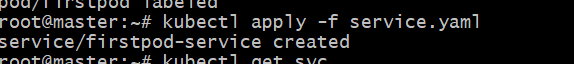 pod/firstpod labeled
root@master:~# kubectl apply -f service.yaml
service/firstpod-service created
root@master:~# kubectl get svc